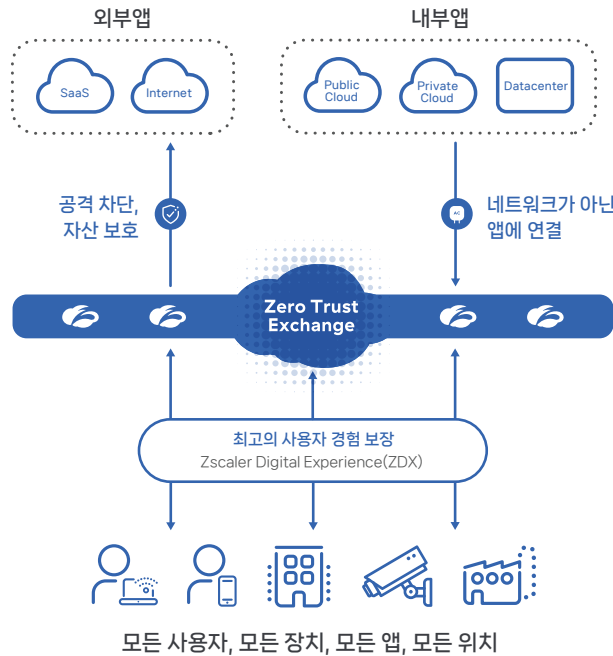 외부앱
내부앱
SaaS
Internet
Public
Cloud
Private
Cloud
Datacenter
공격 차단,
자산 보호
AC
네트워크가 아닌
앱에 연결
Zero Trust
Exchange
최고의 사용자 경험 보장
Zscaler Digital Experience(ZDX)
모든 사용자, 모든 장치, 모든 앱, 모든 위치